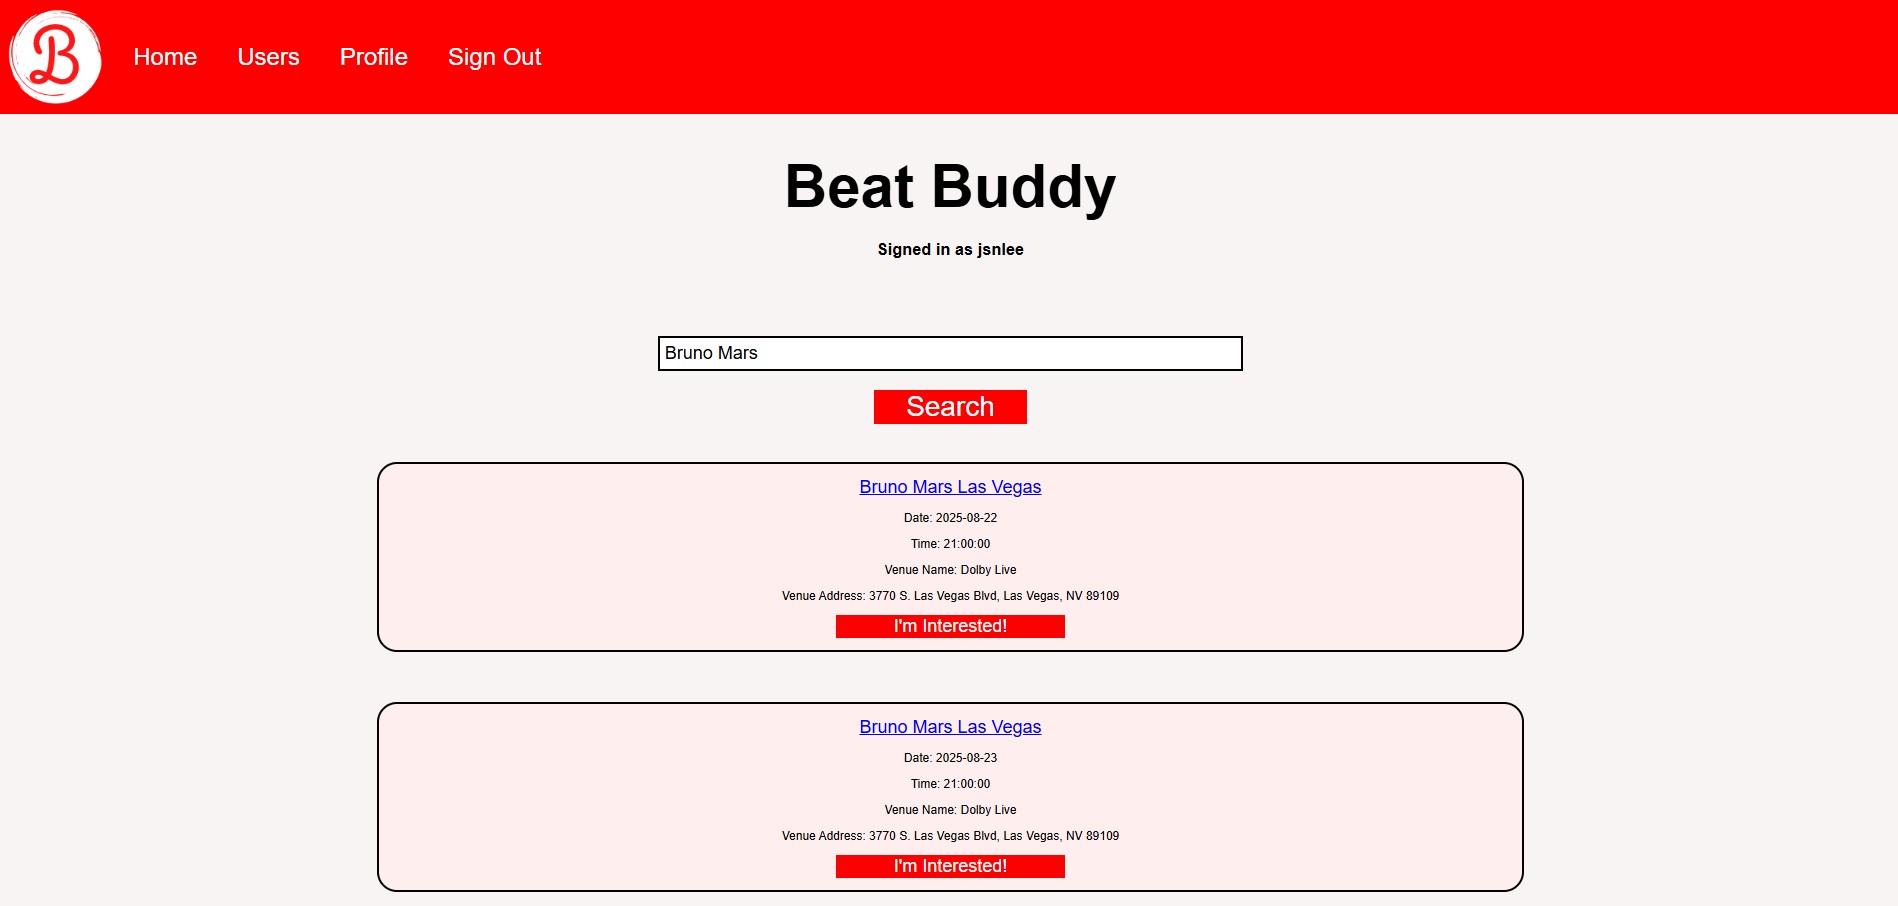 B
Home Users Profile Sign Out
Beat Buddy
Signed in as jsnlee
Bruno Mars
Search
Bruno Mars Las Vegas
Date: 2025-08-22
Time: 21:00:00
Venue Name: Dolby Live
Venue Address: 3770 S. Las Vegas Blvd, Las Vegas, NV 89109
I'm Interested!
Bruno Mars Las Vegas
Date: 2025-08-23
Time: 21:00:00
Venue Name: Dolby Live
Venue Address: 3770 S. Las Vegas Blvd, Las Vegas, NV 89109
I'm Interested!